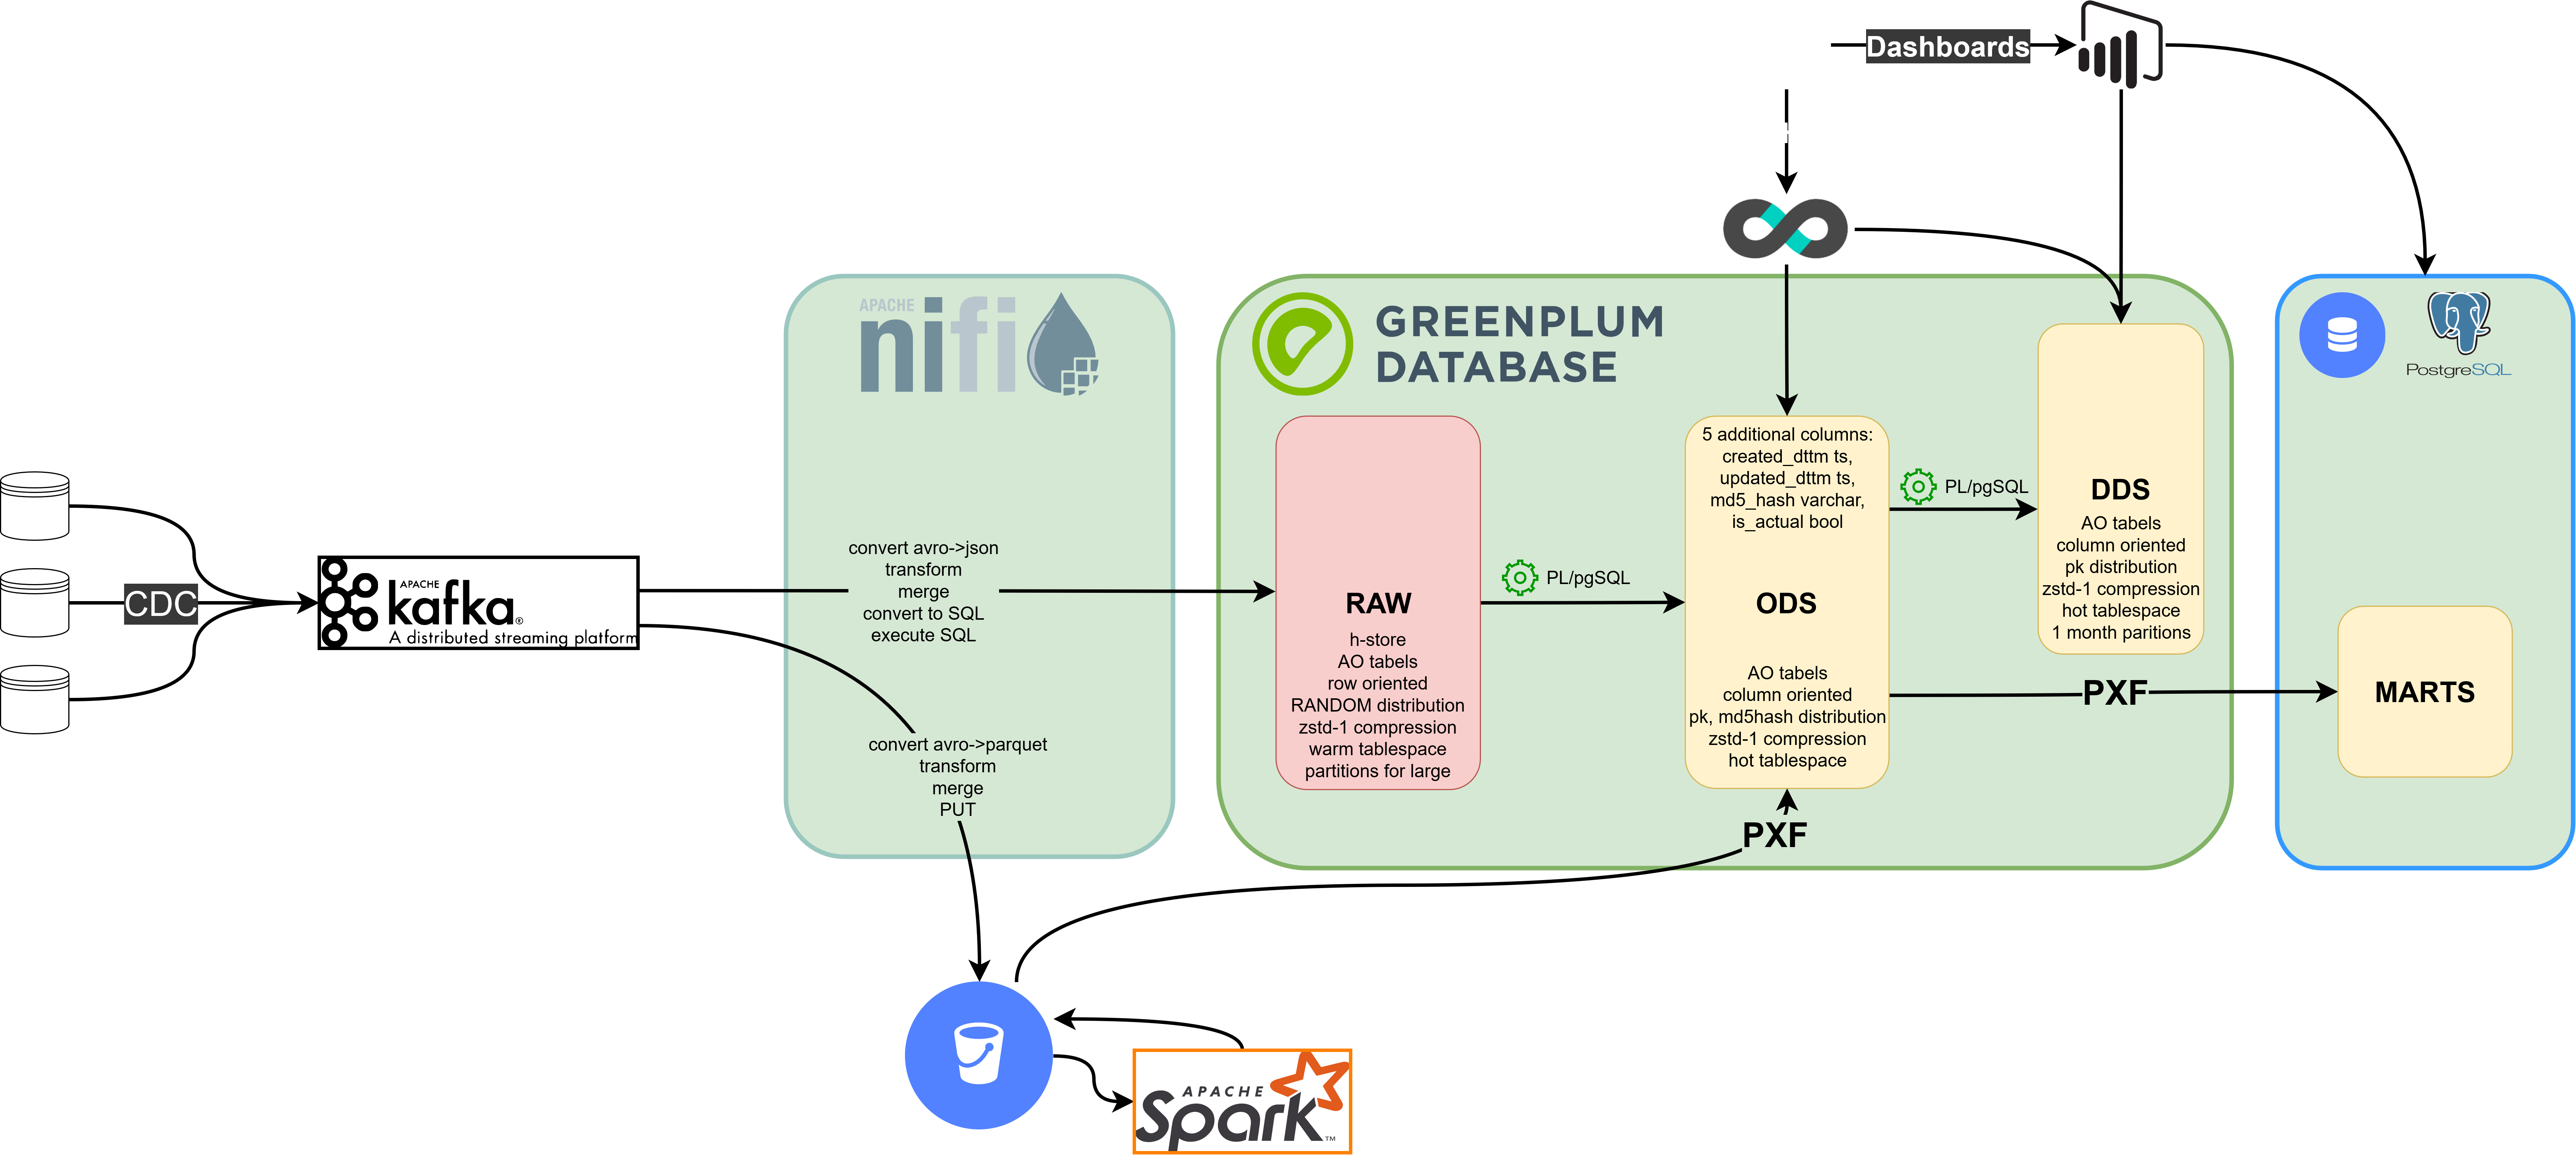 Dashboards
APACHE
nifi
GREENPLUM
DATABASE
PostgreSQL
CDC
APACHE
kafka®
A distributed streaming platform
convert avro->json
transform
merge
convert to SQL
execute SQL
convert avro->parquet
transform
merge
PUT
RAW
h-store
AO tabels
row oriented
RANDOM distribution
zstd-1 compression
warm tablespace
partitions for large
PL/pgSQL
5 additional columns:
created_dttm ts,
updated_dttm ts,
md5_hash varchar,
is_actual bool
ODS
AO tabels
column oriented
pk, md5hash distribution
zstd-1 compression
hot tablespace
PL/pgSQL
DDS
AO tabels
column oriented
pk distribution
zstd-1 compression
hot tablespace
1 month paritions
PXF
MARTS
PXF
APACHE
Spark™